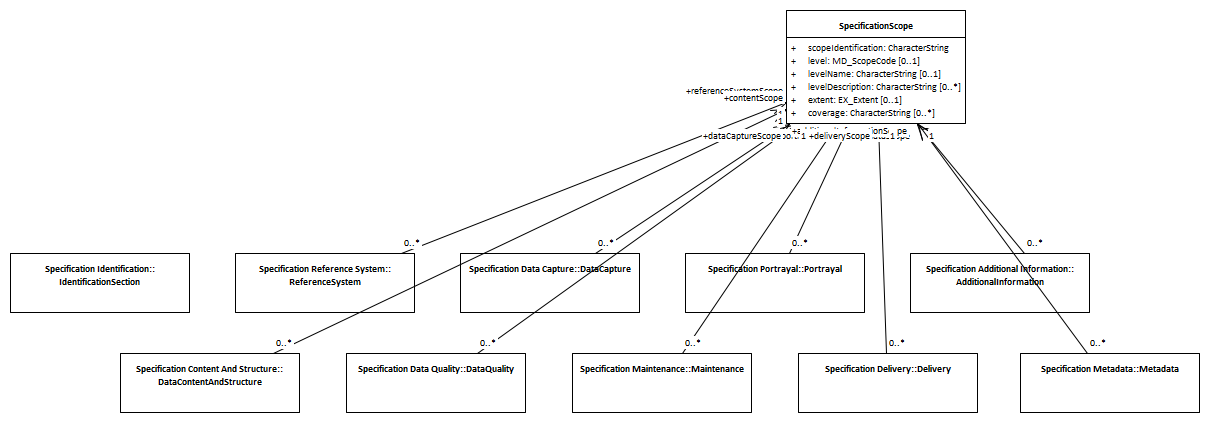 SpecificationScope
+ scopeIdentification: CharacterString
+ level: MD_ScopeCode [0..1]
+ levelName: CharacterString [0..1]
+ levelDescription: CharacterString [0..*]
+ extent: EX_Extent [0..1]
+ coverage: CharacterString [0..*]
+referenceSystemScope
+contentScope
1
1
+dataCaptureScope
1
+deliveryScope
1
1
0..*
0..*
0..*
0..*
Specification Identification::
IdentificationSection
Specification Reference System::
ReferenceSystem
Specification Data Capture::DataCapture
Specification Portrayal::Portrayal
Specification Additional Information::
AdditionalInformation
0..*
0..*
0..*
0..*
0..*
Specification Content And Structure::
DataContentAndStructure
Specification Data Quality::DataQuality
Specification Maintenance::Maintenance
Specification Delivery::Delivery
Specification Metadata::Metadata